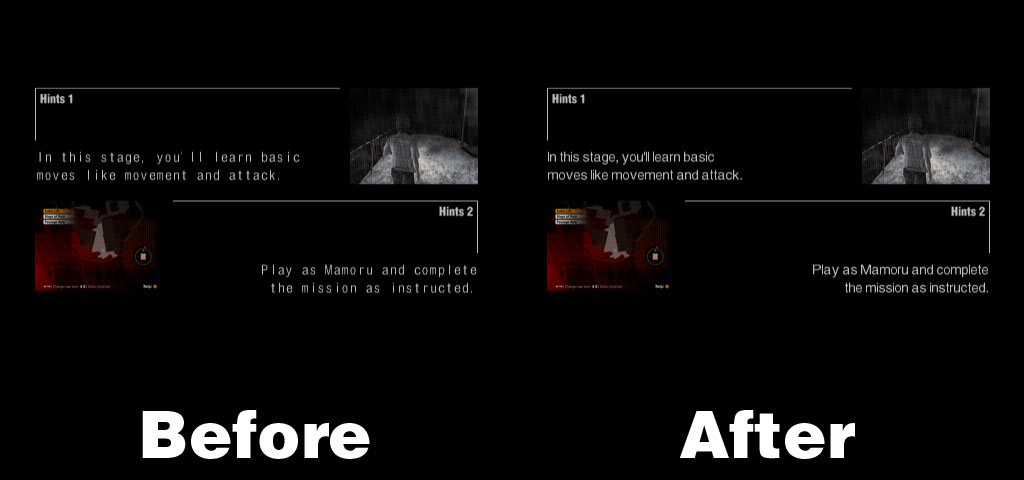 Hints 1
In this stage, you'll learn basic
moves like movement and attack.
Hints 2
Play as Mamoru and complete
the mission as instructed.
Before
Hints 1
In this stage, you'll learn basic
moves like movement and attack.
Hints 2
Play as Mamoru and complete
the mission as instructed.
After